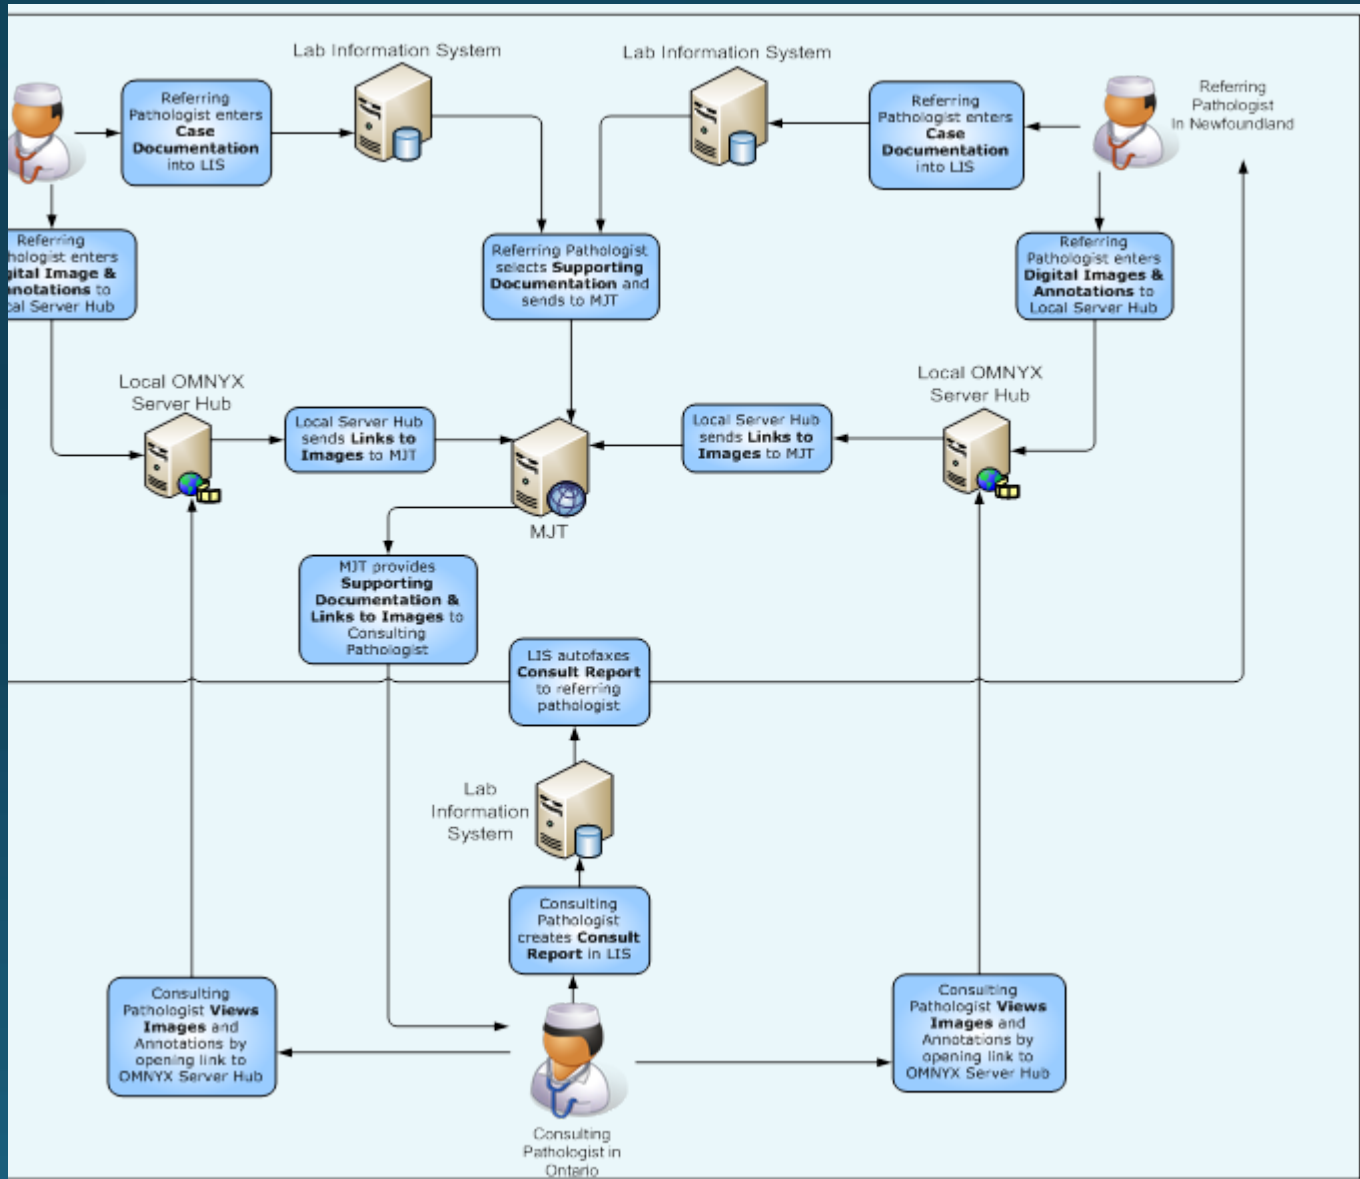 Lab Information System
Lab Information System
Referring
Pathologist enters
Case
Documentation
into LIS
Referring
Pathologist enters
Case
Documentation
into LIS
Referring
Pathologist
In Newfoundland
Referring
enters
Image &
to
Server Hub
Referring Pathologist
selects Supporting
Documentation and
sends to MJT
Referring
Pathologist enters
Digital Images &
Annotations to
Local Server Hub
Local OMNYX
Server Hub
Local Server Hub
sends Links to
Images to MJT
Local Server Hub
sends Links to
Images to MJT
Local OMNYX
Server Hub
MJT
MJT provides
Supporting
Documentation &
Links to Images to
Consulting
Pathologist
LIS autofaxes
Consult Report
to referring
pathologist
Lab
Information
System
Consulting
Pathologist
creates Consult
Report in LIS
Consulting
Pathologist Views
Images and
Annotations by
opening link to
OMNYX Server Hub
Consulting
Pathologist Views
Images and
Annotations by
opening link to
OMNYX Server Hub
Consulting
Pathologist in
Ontario